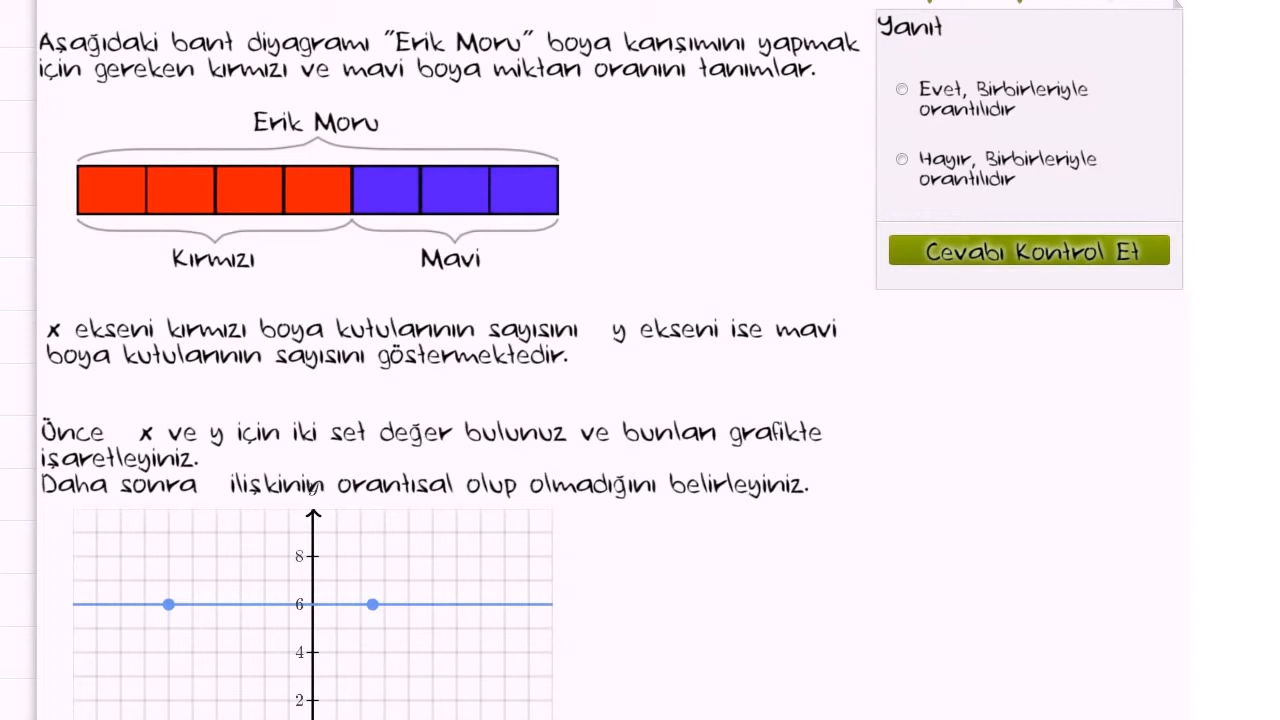 Aşağıdaki bant diyagramı "Erik Moru" boya karışımını yapmak
için gereken kırmızı ve mavi boya miktarı oranını tanımlar.
Erik Moru
Kırmızı
Mavi
x ekseni kırmızı boya kutularının sayısını y ekseni ise mavi
boya kutularının sayısını göstermektedir.
Önce x ve y için iki set değer bulunuz ve bunları grafikte
işaretleyiniz.
Daha sonra ilişkinin orantısal olup olmadığını belirleyiniz.
y
8
6
4
2
Yanıt
Evet, Birbirleriyle
orantılıdır
Hayır, Birbirleriyle
orantılıdır
Cevabı Kontrol Et